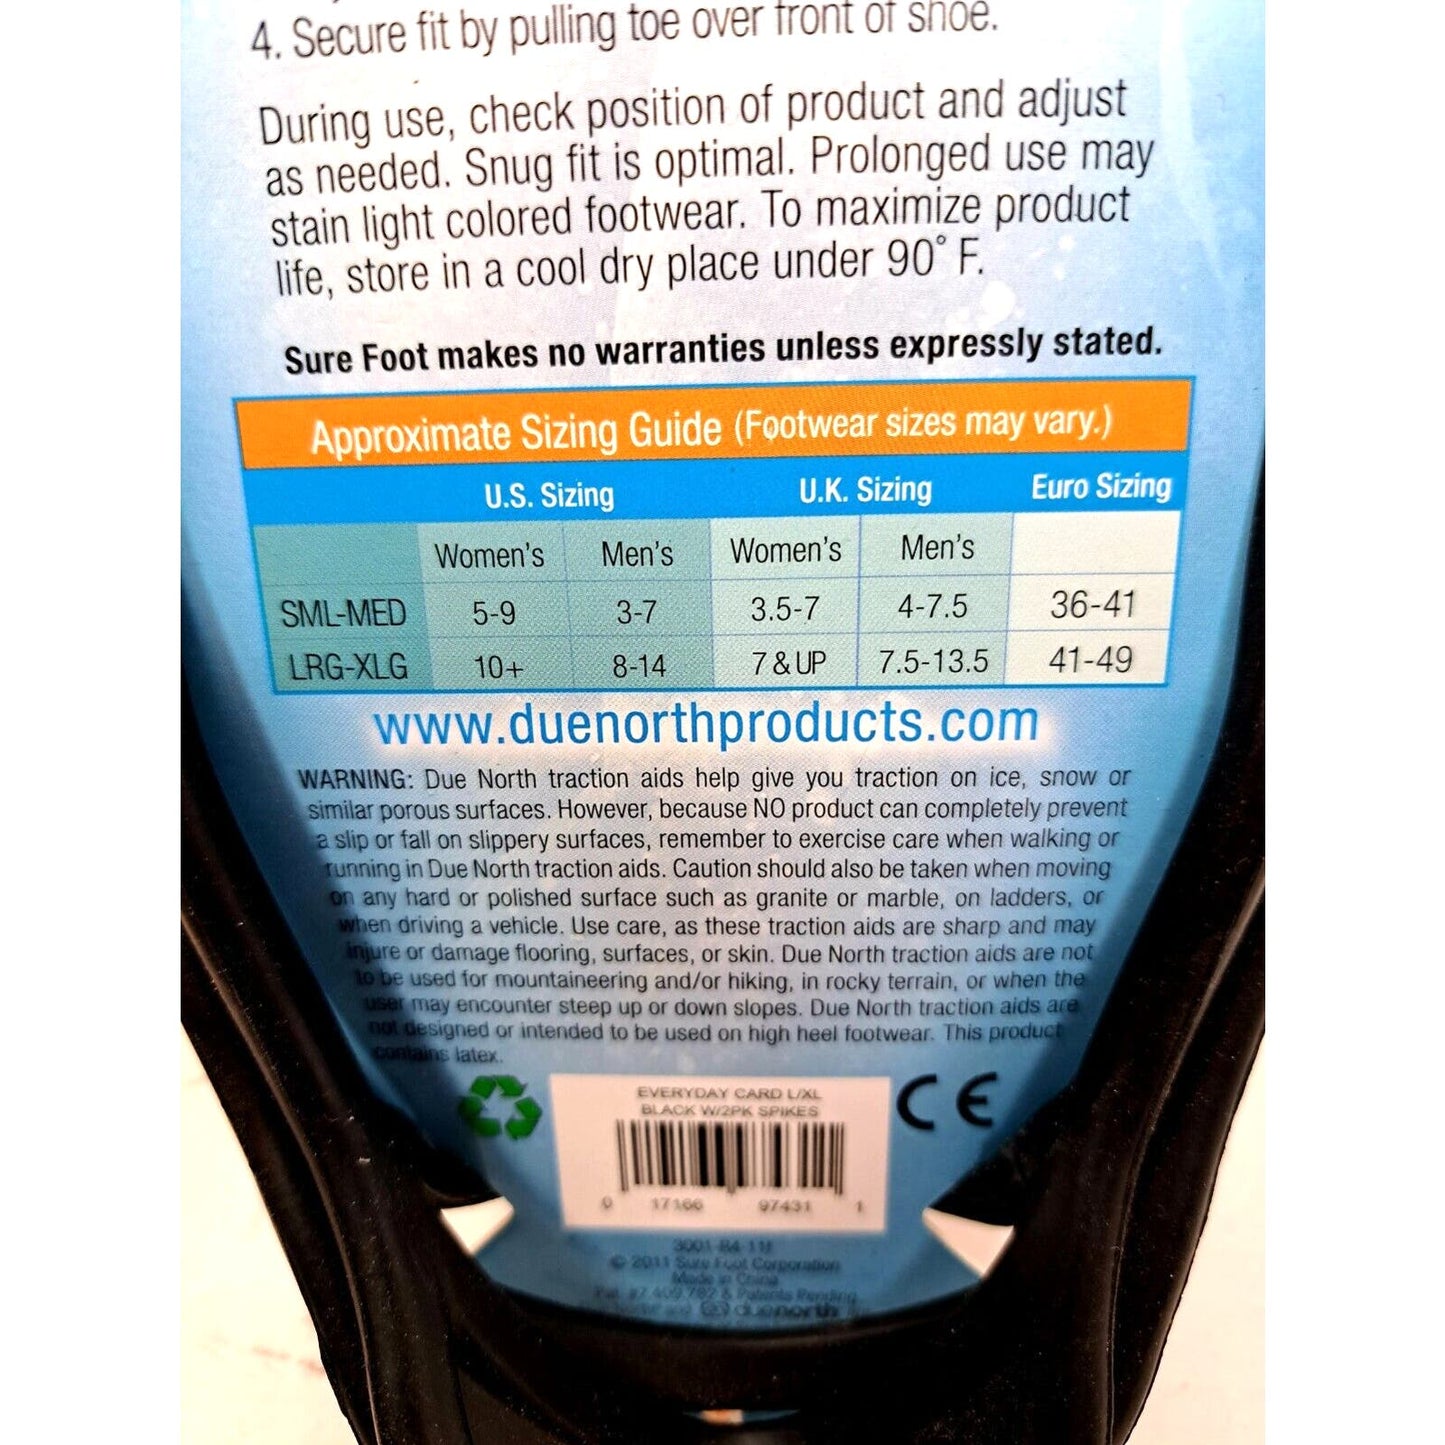 4. Secure fit by pulling toe over front of shoe.
During use, check position of product and adjust
as needed. Snug fit is optimal. Prolonged use may
stain light colored footwear. To maximize product
life, store in a cool dry place under 90° F.
Sure Foot makes no warranties unless expressly stated.
Approximate Sizing Guide (Footwear sizes may vary.)
U.S. Sizing U.K. Sizing Euro Sizing
Women's Men's Women's Men's
SML-MED 5-9 3-7 3.5-7 4-7.5 36-41
LRG-XLG 10+ 8-14 7 & UP 7.5-13.5 41-49
www.duenorthproducts.com
WARNING: Due North traction aids help give you traction on ice, snow or
similar porous surfaces. However, because NO product can completely prevent
a slip or fall on slippery surfaces, remember to exercise care when walking or
running in Due North traction aids. Caution should also be taken when moving
on any hard or polished surface such as granite or marble, on ladders, or
when driving a vehicle. Use care, as these traction aids are sharp and may
injure or damage flooring, surfaces, or skin. Due North traction aids are not
to be used for mountaineering and/or hiking, in rocky terrain, or when the
user may encounter steep up or down slopes. Due North traction aids are
not designed or intended to be used on high heel footwear. This product
contains latex.
EVERYDAY CARD L/XL
BLACK W/2PK SPIKES
CE
0 17166 97431 1
© 2011 Sure Foot Corporation
Made in China
Pat. #7,409,782 & Patents Pending
and duenorth